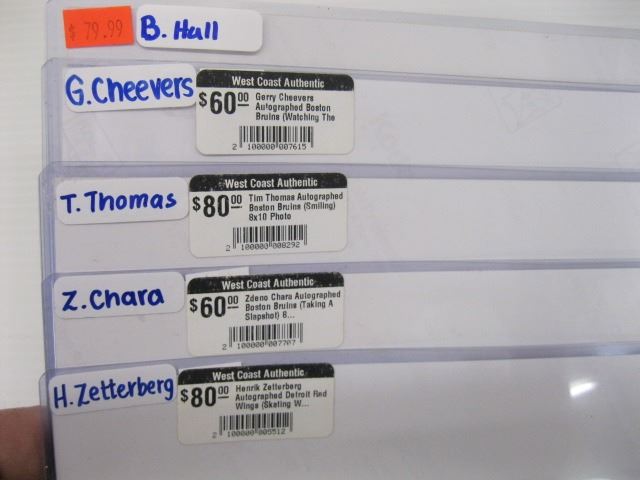 $ 79.99 B. Hull
G. Cheevers
West Coast Authentic
$60 00 Gerry Cheevers
Autographed Boston
Bruins (Watching The
2 100000 007615
T. Thomas
West Coast Authentic
$80 00 Tim Thomas Autographed
Boston Bruins (Smiling)
8x10 Photo
2 100000 008292
Z. Chara
West Coast Authentic
$60 00 Zdeno Chara Autographed
Boston Bruins (Taking A
Slapshot) 8...
2 100000 007707
H. Zetterberg
West Coast Authentic
$80 00 Henrik Zetterberg
Autographed Detroit Red
Wings (Skating W...
2 100000 005512